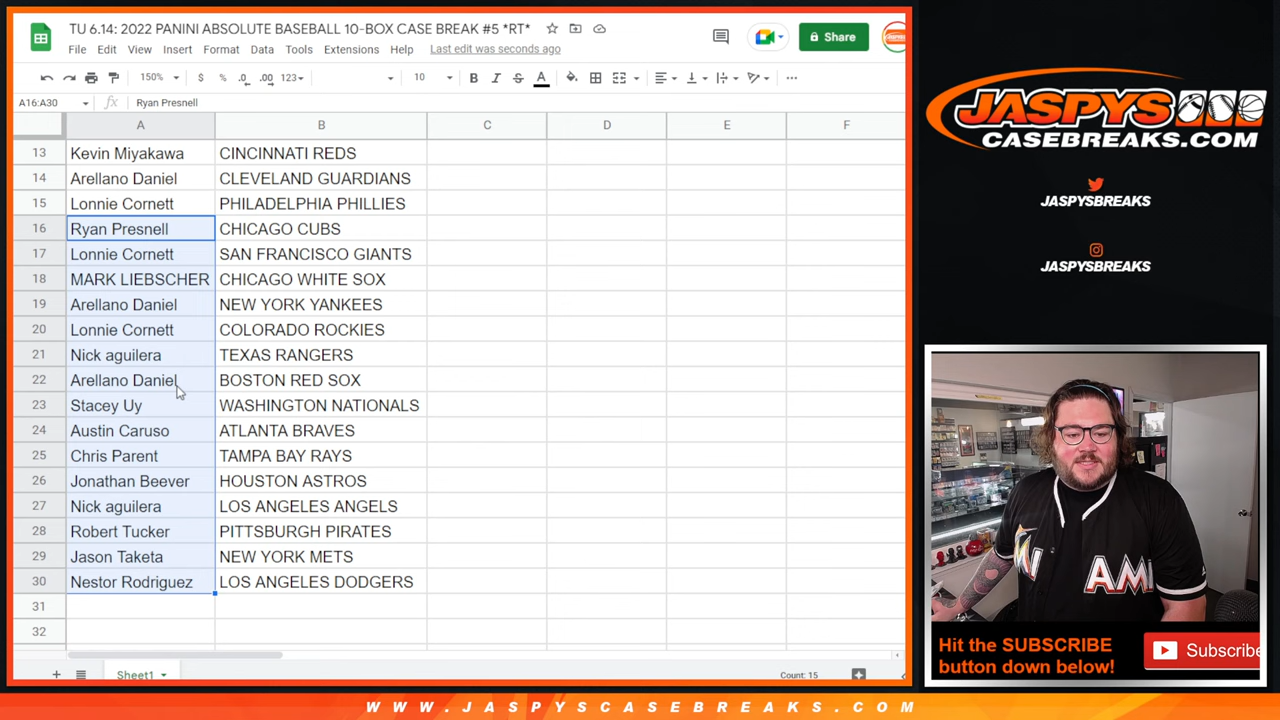 TU 6.14: 2022 PANINI ABSOLUTE BASEBALL 10-BOX CASE BREAK #5 *RT*
File Edit View Insert Format Data Tools Extensions Help Last edit was seconds ago
Share
150% $ % .0 .00 123 10 B I S A
A16:A30 fx Ryan Presnell
A B C D E F
13 Kevin Miyakawa CINCINNATI REDS
14 Arellano Daniel CLEVELAND GUARDIANS
15 Lonnie Cornett PHILADELPHIA PHILLIES
16 Ryan Presnell CHICAGO CUBS
17 Lonnie Cornett SAN FRANCISCO GIANTS
18 MARK LIEBSCHER CHICAGO WHITE SOX
19 Arellano Daniel NEW YORK YANKEES
20 Lonnie Cornett COLORADO ROCKIES
21 Nick aguilera TEXAS RANGERS
22 Arellano Daniel BOSTON RED SOX
23 Stacey Uy WASHINGTON NATIONALS
24 Austin Caruso ATLANTA BRAVES
25 Chris Parent TAMPA BAY RAYS
26 Jonathan Beever HOUSTON ASTROS
27 Nick aguilera LOS ANGELES ANGELS
28 Robert Tucker PITTSBURGH PIRATES
29 Jason Taketa NEW YORK METS
30 Nestor Rodriguez LOS ANGELES DODGERS
31
32
Sheet1 Count: 15
JASPYS
CASEBREAKS.COM
JASPYSBREAKS
JASPYSBREAKS
AMI
Hit the SUBSCRIBE
button down below!
Subscribe
WWW.JASPYSCASEBREAKS.COM